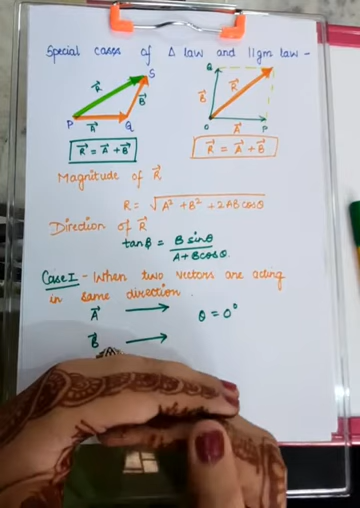 Special cases of Δ law and ||gm law -
S
R⃗
B⃗
P
A⃗
Q
R⃗ = A⃗ + B⃗
Q
R⃗
B⃗
O
A⃗
P
R⃗ = A⃗ + B⃗
Magnitude of R⃗
R = √A² + B² + 2AB cosθ
Direction of R⃗
tanβ = B sinθ / A + B cosθ
Case I - When two vectors are acting
in same direction.
A⃗ → θ = 0°
B⃗ →